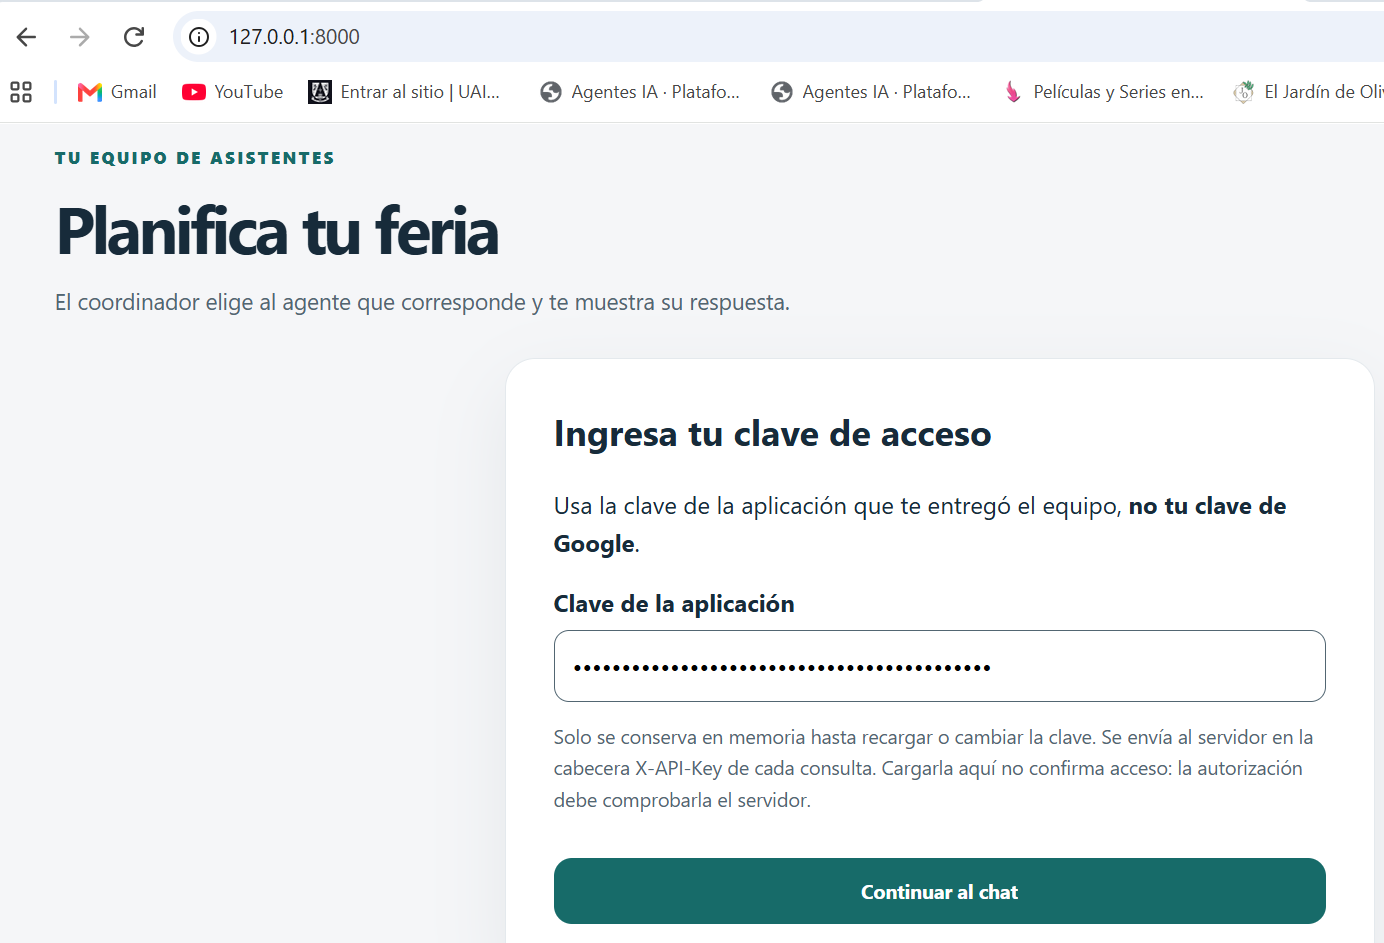 127.0.0.1:8000
Gmail
YouTube
Entrar al sitio | UAI...
Agentes IA · Platafo...
Agentes IA · Platafo...
Películas y Series en...
El Jardín de Oliv
TU EQUIPO DE ASISTENTES
Planifica tu feria
El coordinador elige al agente que corresponde y te muestra su respuesta.
Ingresa tu clave de acceso
Usa la clave de la aplicación que te entregó el equipo, no tu clave de
Google.
Clave de la aplicación
Solo se conserva en memoria hasta recargar o cambiar la clave. Se envía al servidor en la
cabecera X-API-Key de cada consulta. Cargarla aquí no confirma acceso: la autorización
debe comprobarla el servidor.
Continuar al chat